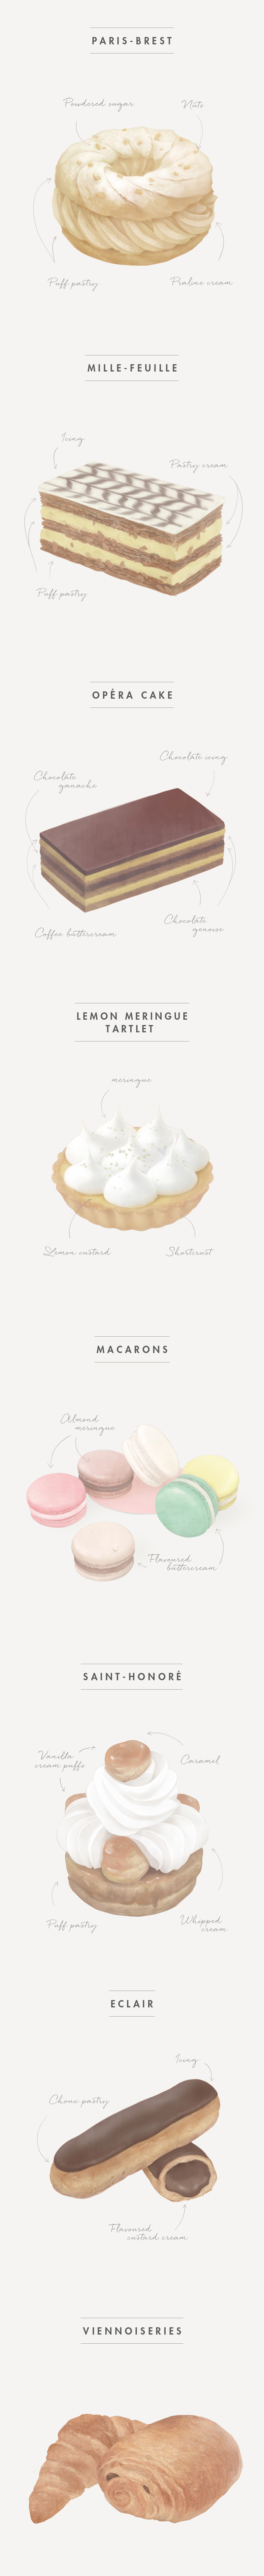 PARIS-BREST
Powdered sugar
Nuts
Puff pastry
Praline cream
MILLE-FEUILLE
Icing
Pastry cream
Puff pastry
OPÉRA CAKE
Chocolate icing
Chocolate
ganache
Coffee buttercream
Chocolate
genoise
LEMON MERINGUE
TARTLET
meringue
Lemon custard
Shortcrust
MACARONS
Almond
meringue
Flavoured
buttercream
SAINT-HONORÉ
Vanilla
cream puffs
Caramel
Puff pastry
Whipped
cream
ECLAIR
Icing
Choux pastry
Flavoured
custard cream
VIENNOISERIES